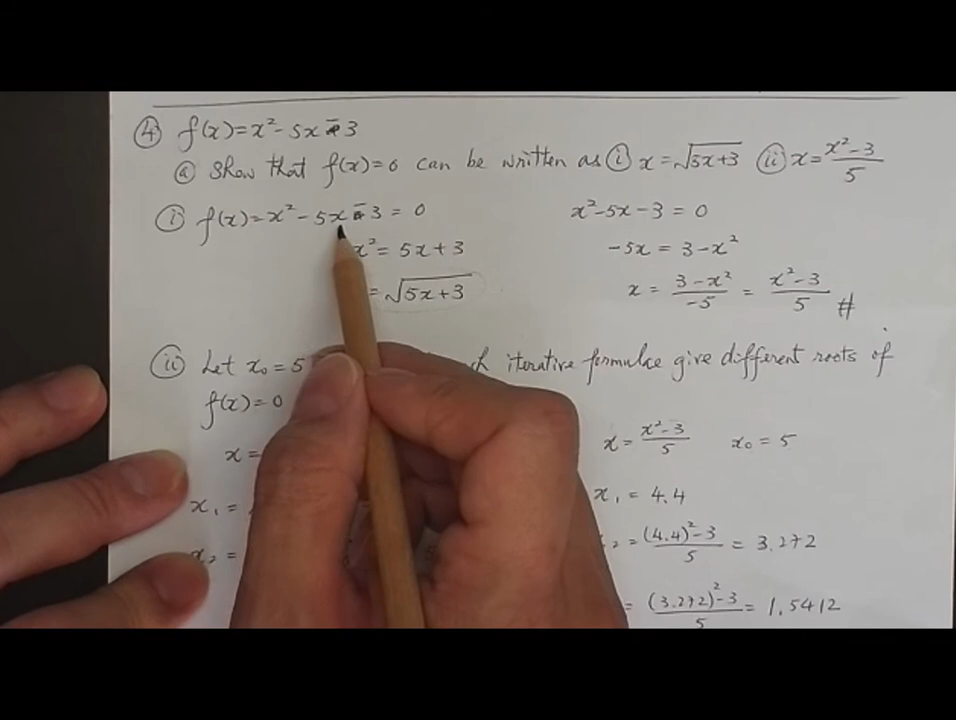 ④ f(x)=x²-5x-3
ⓐ show that f(x)=0 can be written as ⓘ x=√5x+3 ⓘⓘ x=x²-3/5
ⓘ f(x)=x²-5x-3=0
x²=5x+3
=√5x+3
x²-5x-3=0
-5x=3-x²
x=3-x²/-5=x²-3/5 #
ⓘⓘ Let x₀=5 iterative formulae give different roots of
f(x)=0
x=
x₁=
x₂=
x=x²-3/5 x₀=5
x₁=4.4
₂=(4.4)²-3/5=3.272
=(3.272)²-3/5=1.5412